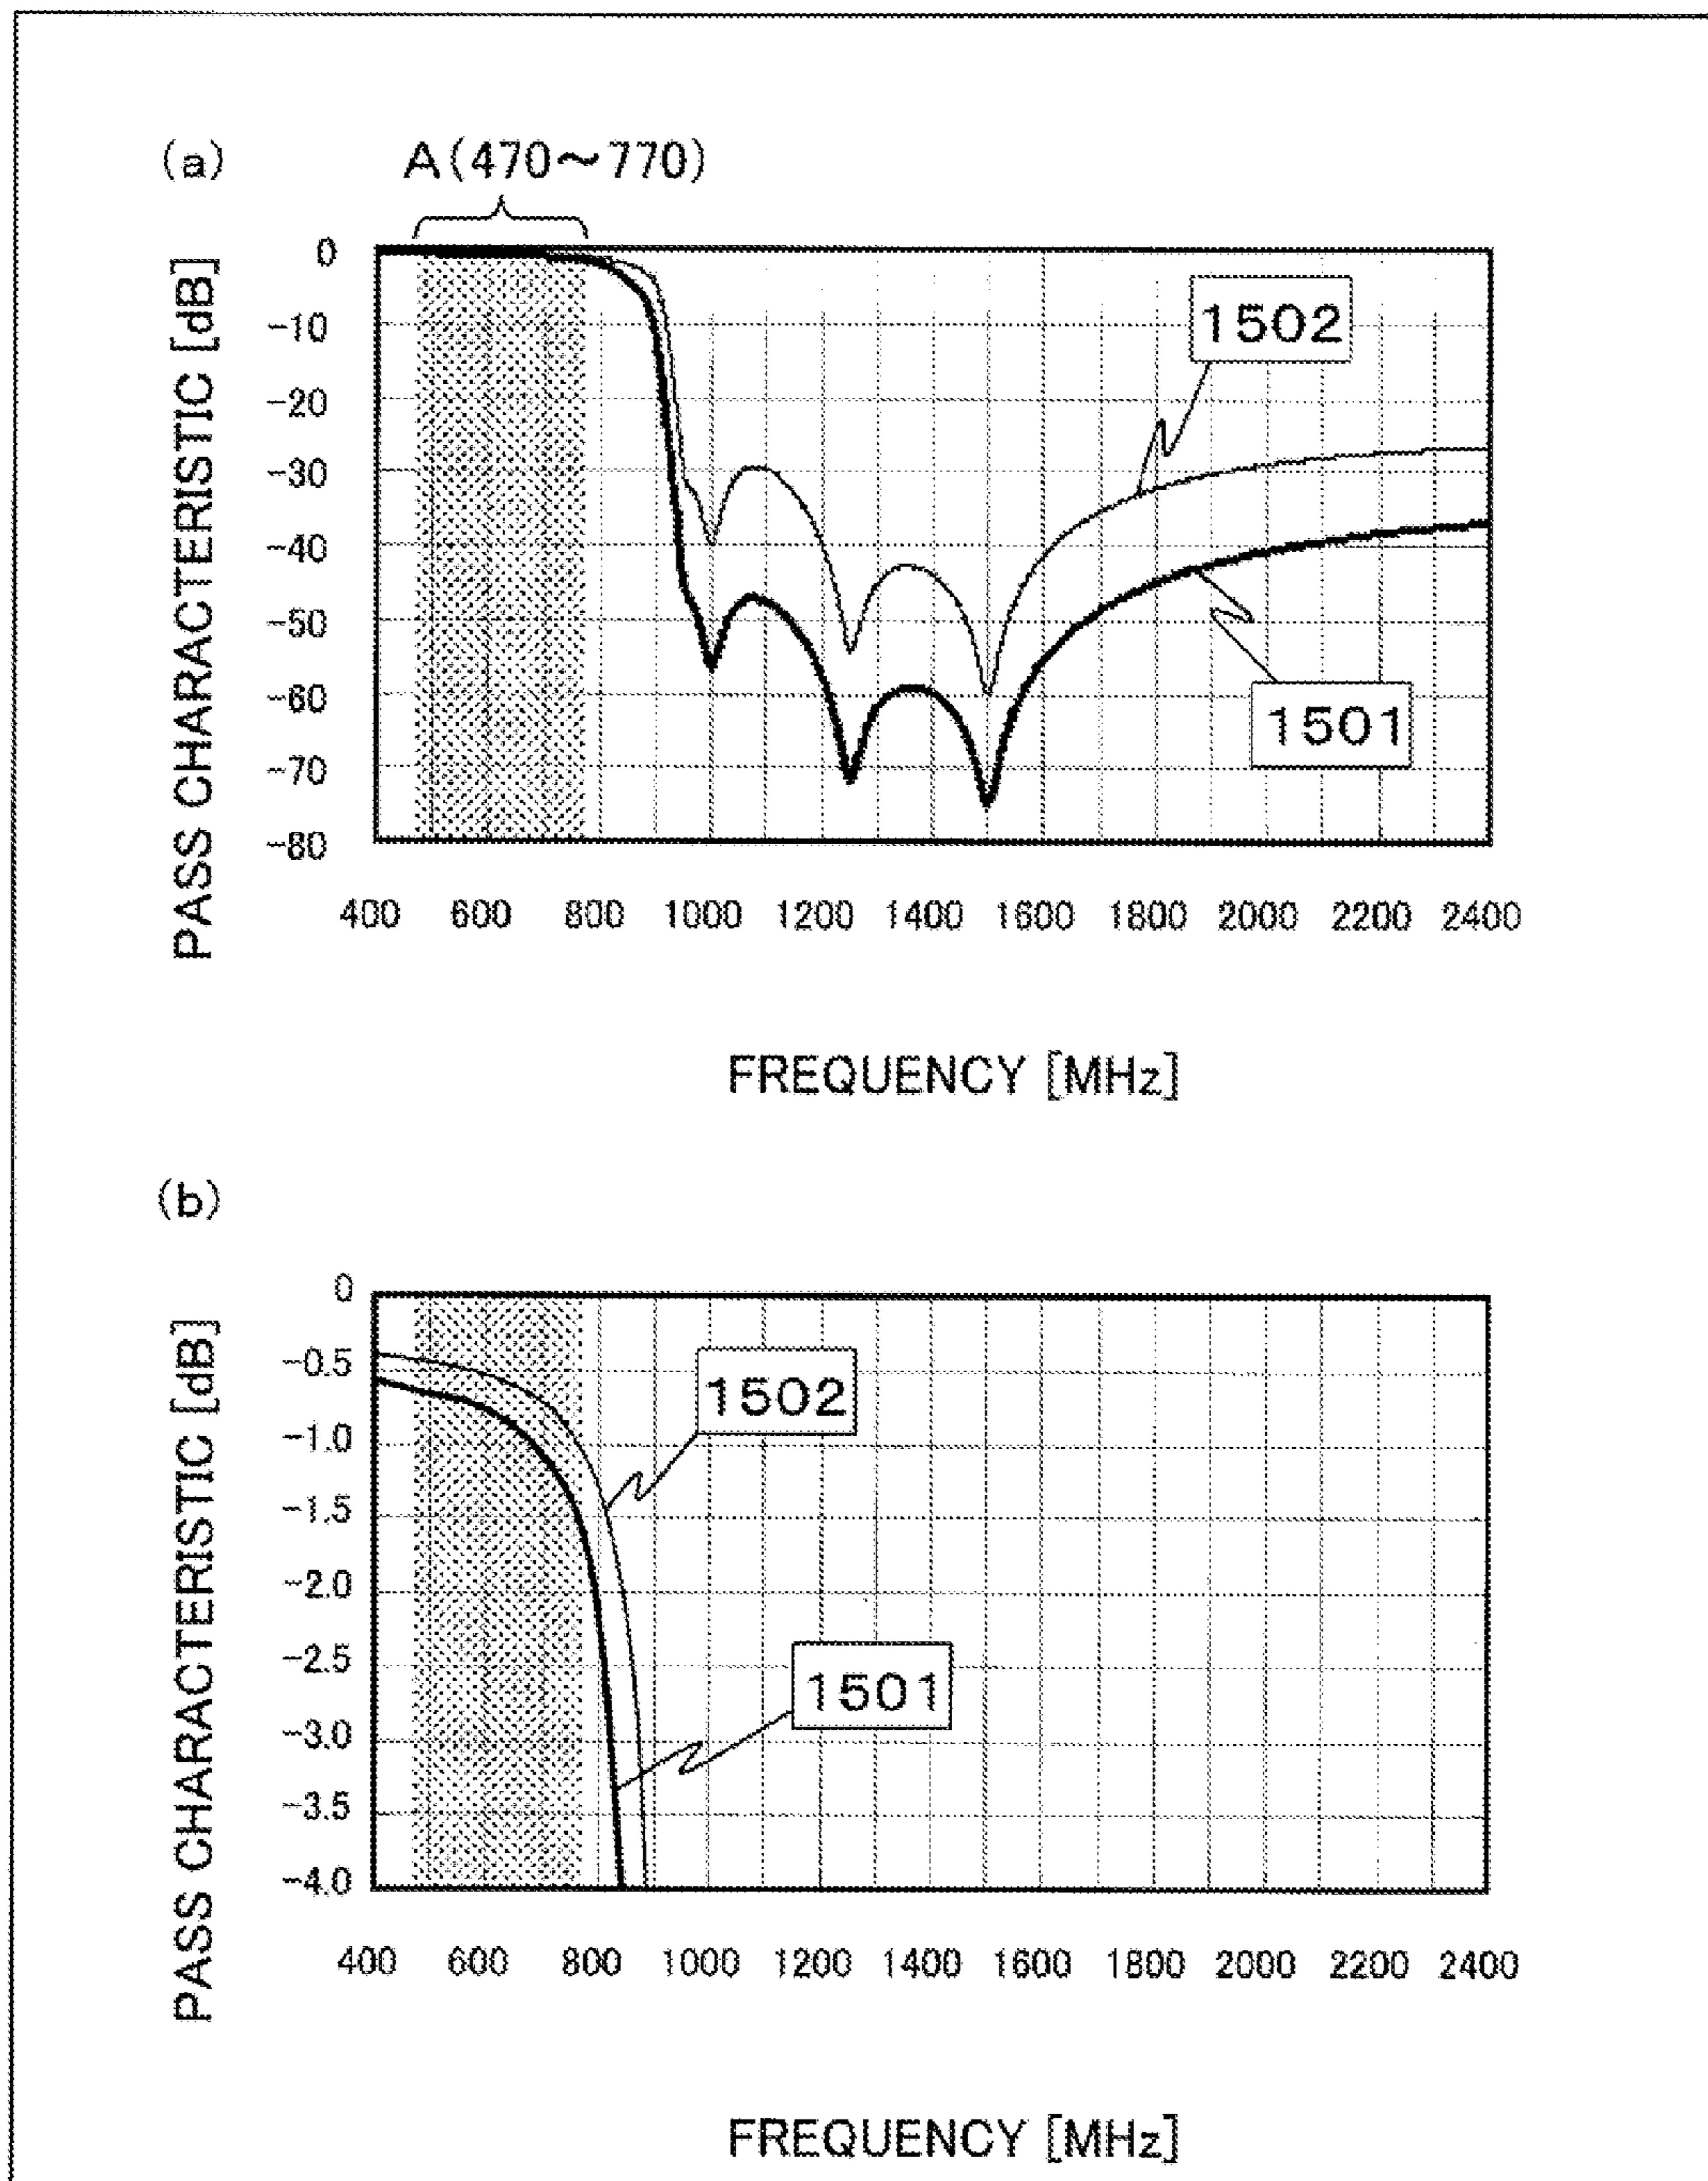 (a)
A(470～770)
PASS CHARACTERISTIC [dB]
0
-10
-20
-30
-40
-50
-60
-70
-80
1502
1501
400 600 800 1000 1200 1400 1600 1800 2000 2200 2400
FREQUENCY [MHz]
(b)
PASS CHARACTERISTIC [dB]
0
-0.5
-1.0
-1.5
-2.0
-2.5
-3.0
-3.5
-4.0
1502
1501
400 600 800 1000 1200 1400 1600 1800 2000 2200 2400
FREQUENCY [MHz]